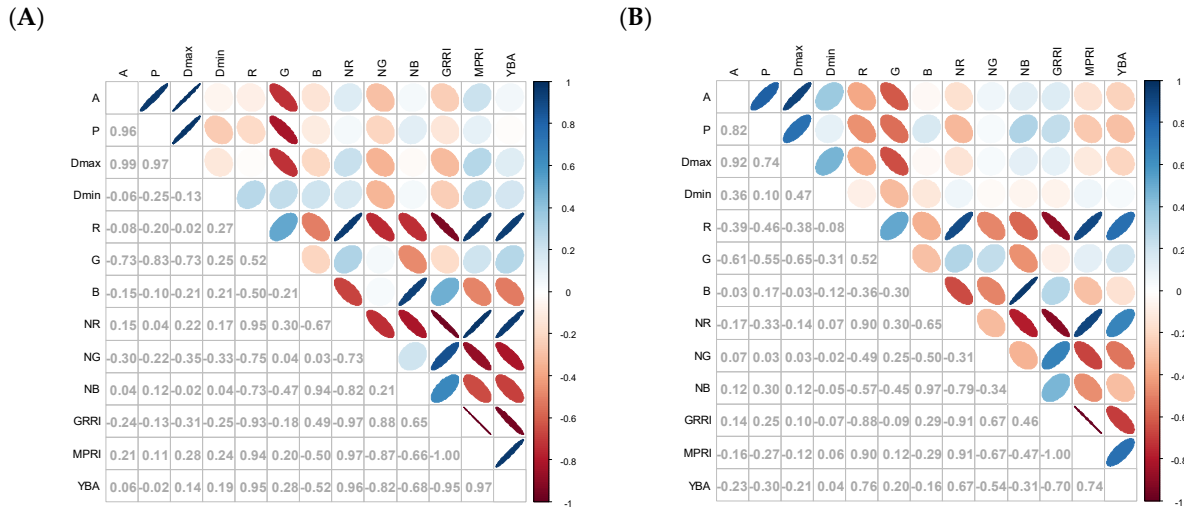 (A)
A P Dmax Dmin R G B NR NG NB GRRI MPRI YBA
A
P 0.96
Dmax 0.99 0.97
Dmin -0.06 -0.25 -0.13
R -0.08 -0.20 -0.02 0.27
G -0.73 -0.83 -0.73 0.25 0.52
B -0.15 -0.10 -0.21 0.21 -0.50 -0.21
NR 0.15 0.04 0.22 0.17 0.95 0.30 -0.67
NG -0.30 -0.22 -0.35 -0.33 -0.75 0.04 0.03 -0.73
NB 0.04 0.12 -0.02 0.04 -0.73 -0.47 0.94 -0.82 0.21
GRRI -0.24 -0.13 -0.31 -0.25 -0.93 -0.18 0.49 -0.97 0.88 0.65
MPRI 0.21 0.11 0.28 0.24 0.94 0.20 -0.50 0.97 -0.87 -0.66 -1.00
YBA 0.06 -0.02 0.14 0.19 0.95 0.28 -0.52 0.96 -0.82 -0.68 -0.95 0.97
1
0.8
0.6
0.4
0.2
0
-0.2
-0.4
-0.6
-0.8
-1
(B)
A P Dmax Dmin R G B NR NG NB GRRI MPRI YBA
A
P 0.82
Dmax 0.92 0.74
Dmin 0.36 0.10 0.47
R -0.39 -0.46 -0.38 -0.08
G -0.61 -0.55 -0.65 -0.31 0.52
B -0.03 0.17 -0.03 -0.12 -0.36 -0.30
NR -0.17 -0.33 -0.14 0.07 0.90 0.30 -0.65
NG 0.07 0.03 0.03 -0.02 -0.49 0.25 -0.50 -0.31
NB 0.12 0.30 0.12 -0.05 -0.57 -0.45 0.97 -0.79 -0.34
GRRI 0.14 0.25 0.10 -0.07 -0.88 -0.09 0.29 -0.91 0.67 0.46
MPRI -0.16 -0.27 -0.12 0.06 0.90 0.12 -0.29 0.91 -0.67 -0.47 -1.00
YBA -0.23 -0.30 -0.21 0.04 0.76 0.20 -0.16 0.67 -0.54 -0.31 -0.70 0.74
1
0.8
0.6
0.4
0.2
0
-0.2
-0.4
-0.6
-0.8
-1